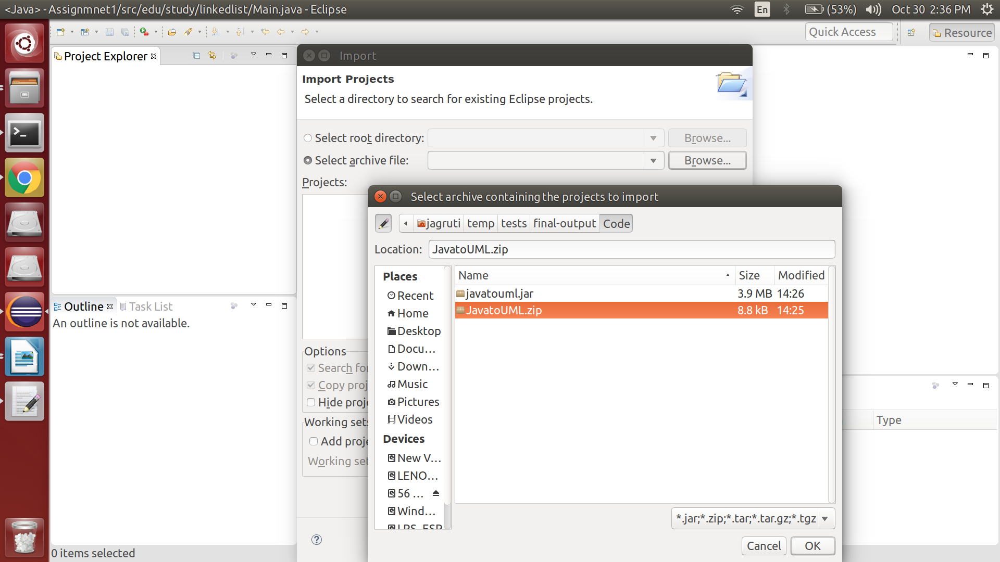 <Java> - Assignmnet1/src/edu/study/linkedlist/Main.java - Eclipse
En
(53%)
Oct 30 2:36 PM
Quick Access
Resource
Project Explorer
Import
Import Projects
Select a directory to search for existing Eclipse projects.
Select root directory:
Browse...
Select archive file:
Browse...
Projects:
Select archive containing the projects to import
jagruti temp tests final-output Code
Location: JavatoUML.zip
Places
Recent
Home
Desktop
Docu...
Down...
Music
Pictures
Videos
Devices
New V...
LENO...
56 ...
Wind...
LRS_ESP
Name Size Modified
javatouml.jar 3.9 MB 14:26
JavatoUML.zip 8.8 kB 14:25
*.jar;*.zip;*.tar;*.tar.gz;*.tgz
Cancel OK
Options
Search for
Copy proj
Hide proje
Working sets
Add proje
Working set
Outline
Task List
An outline is not available.
Type
0 items selected